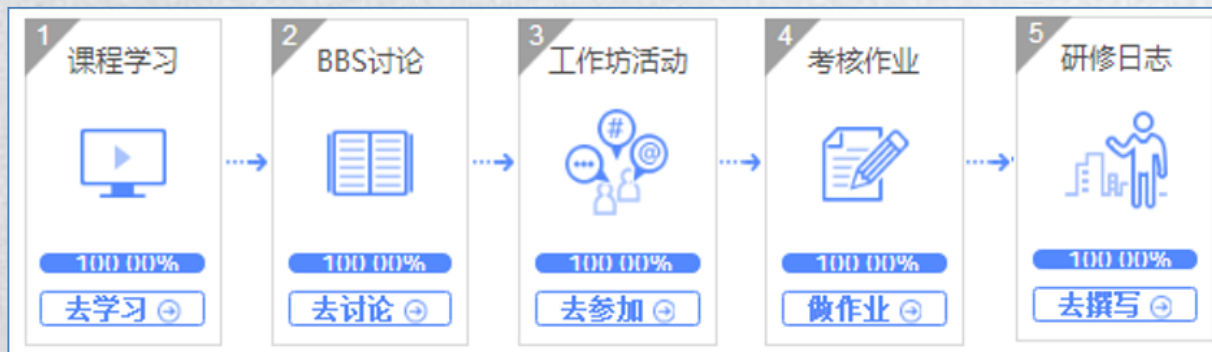 1
课程学习
100.00%
去学习
2
BBS讨论
100.00%
去讨论
3
工作坊活动
#
@
100.00%
去参加
4
考核作业
100.00%
做作业
5
研修日志
100.00%
去撰写